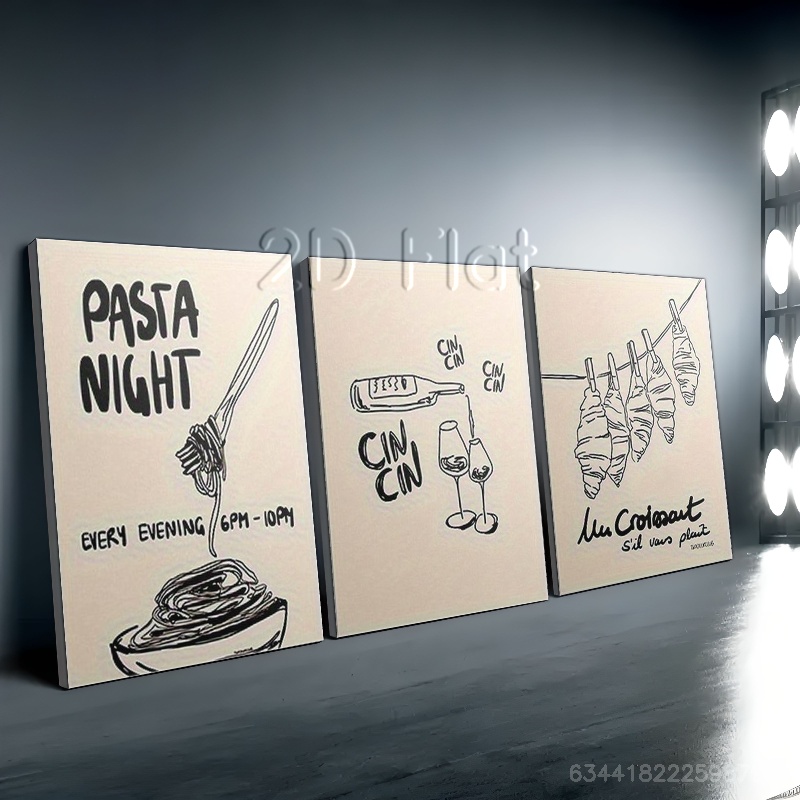 2D Flat
PASTA
NIGHT
EVERY EVENING 6PM - 10PM
CIN
CIN
CIN
CIN
CIN
CIN
Un Croissant
s'il vous plaît